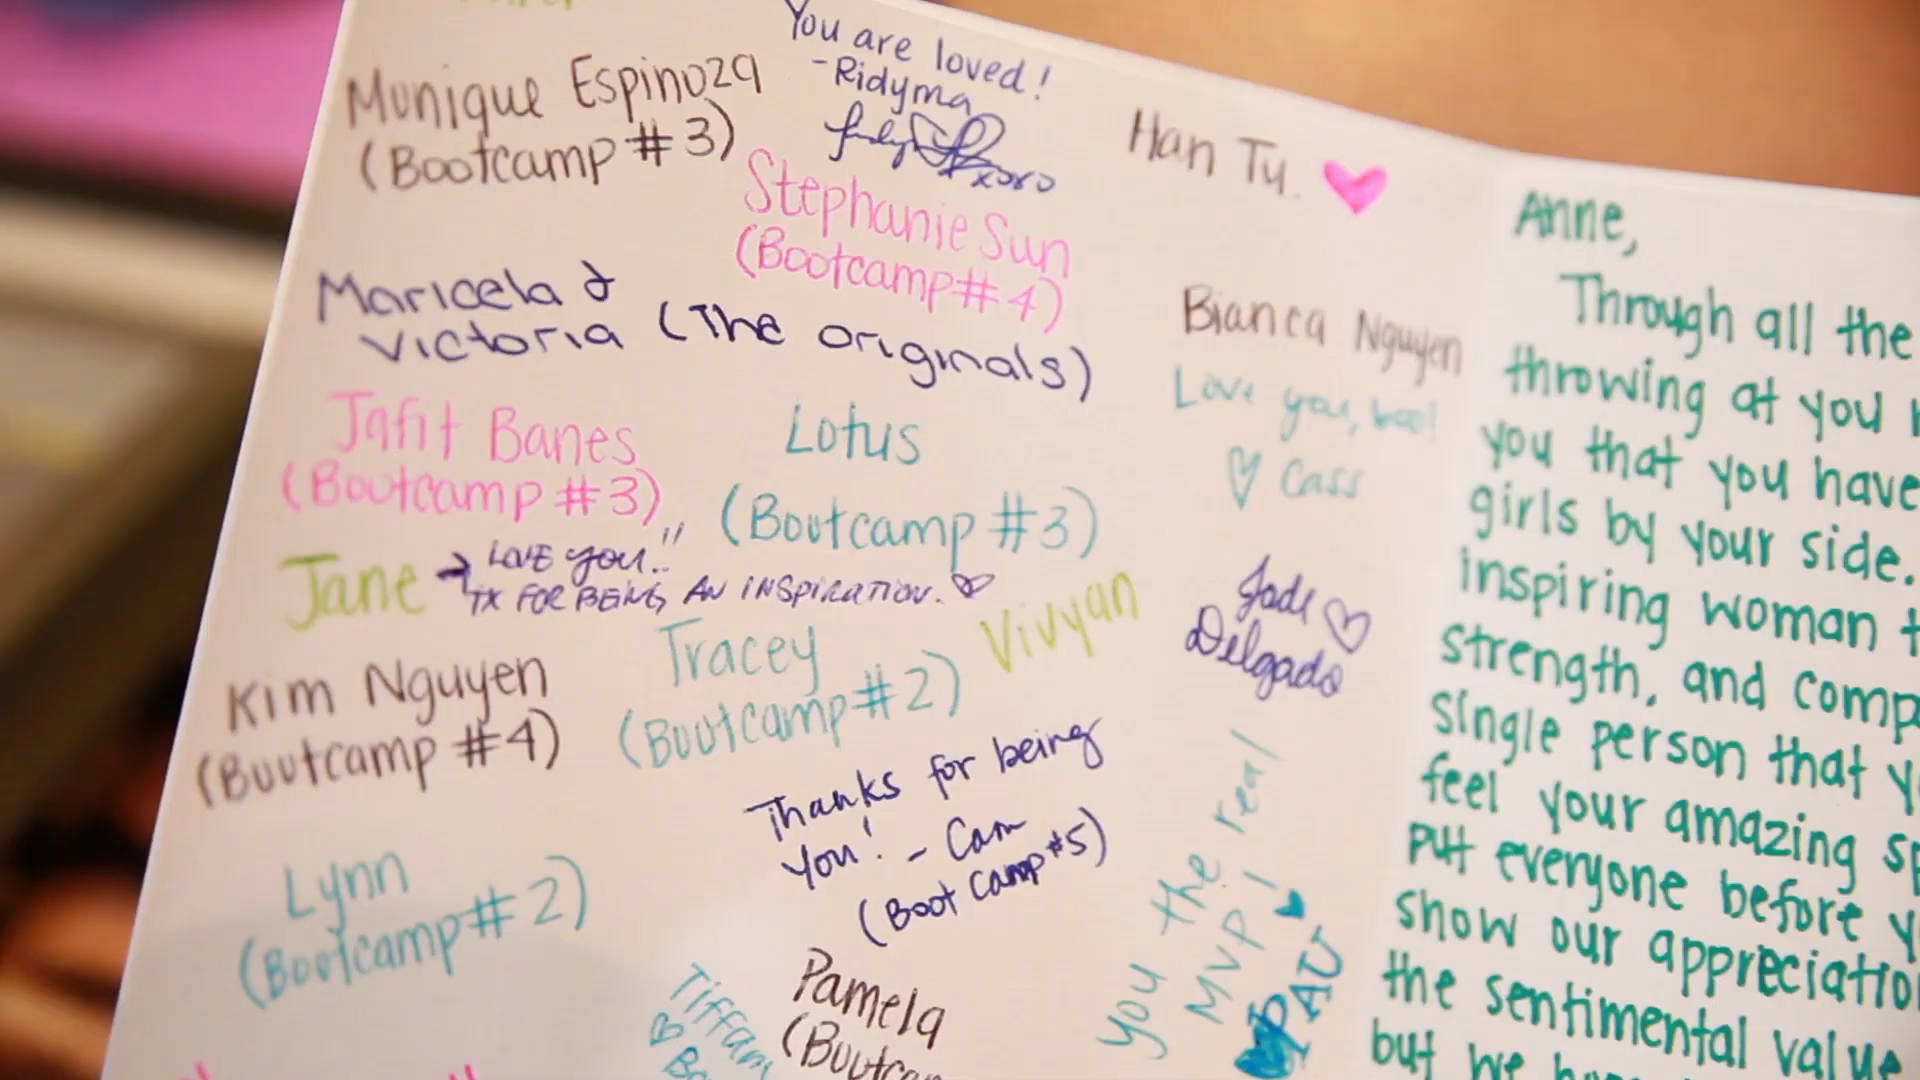 Munique Espinoza
(Bootcamp #3)
You are loved!
-Ridyma
xoxo
Stephanie Sun
(Bootcamp #4)
Maricela &
Victoria (The originals)
Jafit Banes
(Bootcamp #3)
Lotus
(Bootcamp #3)
Jane → LOVE YOU..!!
TX FOR BEING AN INSPIRATION. ♡
Vivyan
Kim Nguyen
(Bootcamp #4)
Tracey
(Bootcamp #2)
Thanks for being
You! - Cam
(Boot Camp #5)
Lynn
(Bootcamp #2)
Pamela
Han Tu.
Bianca Nguyen
Love you, boo!
♡ Cass
Jade ♡
Delgado
You the real
MVP!
PAU
Anne,
Through all the
throwing at you
you that you have
girls by your side.
inspiring woman
strength, and
single person that
feel your amazing
put everyone before
show our
the sentimental value
but we